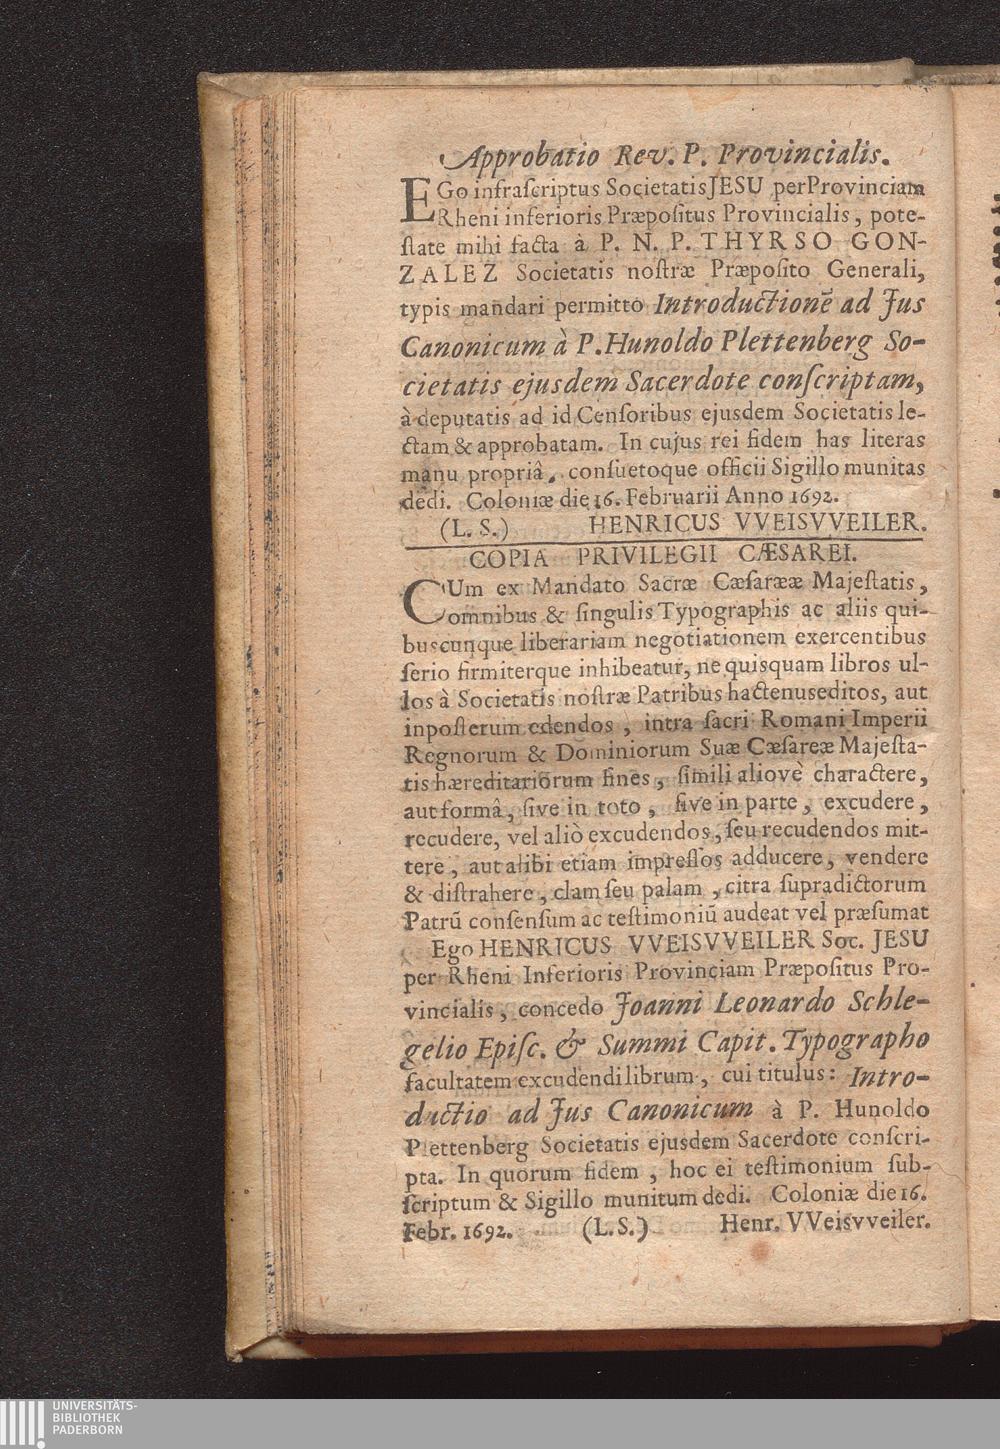 Approbatio Rev. P. Provincialis.
EGo infraſcriptus Societatis JESU per Provinciam
Rheni inferioris Præpoſitus Provincialis, pote-
ſtate mihi facta à P. N. P. THYRSO GON-
ZALEZ Societatis noſtræ Præpoſito Generali,
typis mandari permitto Introductionē ad Jus
Canonicum à P. Hunoldo Plettenberg So-
cietatis ejusdem Sacerdote conſcriptam,
à deputatis ad id Cenſoribus ejusdem Societatis le-
ctam & approbatam. In cujus rei fidem has literas
manu propriâ, conſuetoque officii Sigillo munitas
dedi. Coloniæ die 16. Februarii Anno 1692.
(L. S.) HENRICUS VVEISVVEILER.
COPIA PRIVILEGII CÆSAREI.
CUm ex Mandato Sacræ Cæſaræǽ Majeſtatis,
omnibus & ſingulis Typographis ac aliis qui-
buscunque liberariam negotiationem exercentibus
ſerio firmiterque inhibeatur, ne quisquam libros ul-
los à Societatis noſtræ Patribus hactenus editos, aut
inpoſterum edendos, intra ſacri Romani Imperii
Regnorum & Dominiorum Suæ Cæſareæ Majeſta-
tis hæreditariorum fines, ſimili aliovè charactere,
aut formâ, ſive in toto, ſive in parte, excudere,
recudere, vel aliò excudendos, ſeu recudendos mit-
tere, aut alibi etiam impreſſos adducere, vendere
& diſtrahere, clam ſeu palam, citra ſupradictorum
Patrū conſenſum ac teſtimoniū audeat vel præſumat
Ego HENRICUS VVEISVVEILER Soc. JESU
per Rheni Inferioris Provinciam Præpoſitus Pro-
vincialis, concedo Joanni Leonardo Schle-
gelio Epiſc. & Summi Capit. Typographo
facultatem excudendi librum, cui titulus: Intro-
ductio ad Jus Canonicum à P. Hunoldo
Plettenberg Societatis ejusdem Sacerdote conſcri-
pta. In quorum fidem, hoc ei teſtimonium ſub-
ſcriptum & Sigillo munitum dedi. Coloniæ die 16.
Febr. 1692. (L. S.) Henr. VVeisvveiler.
UNIVERSITÄTS-
BIBLIOTHEK
PADERBORN